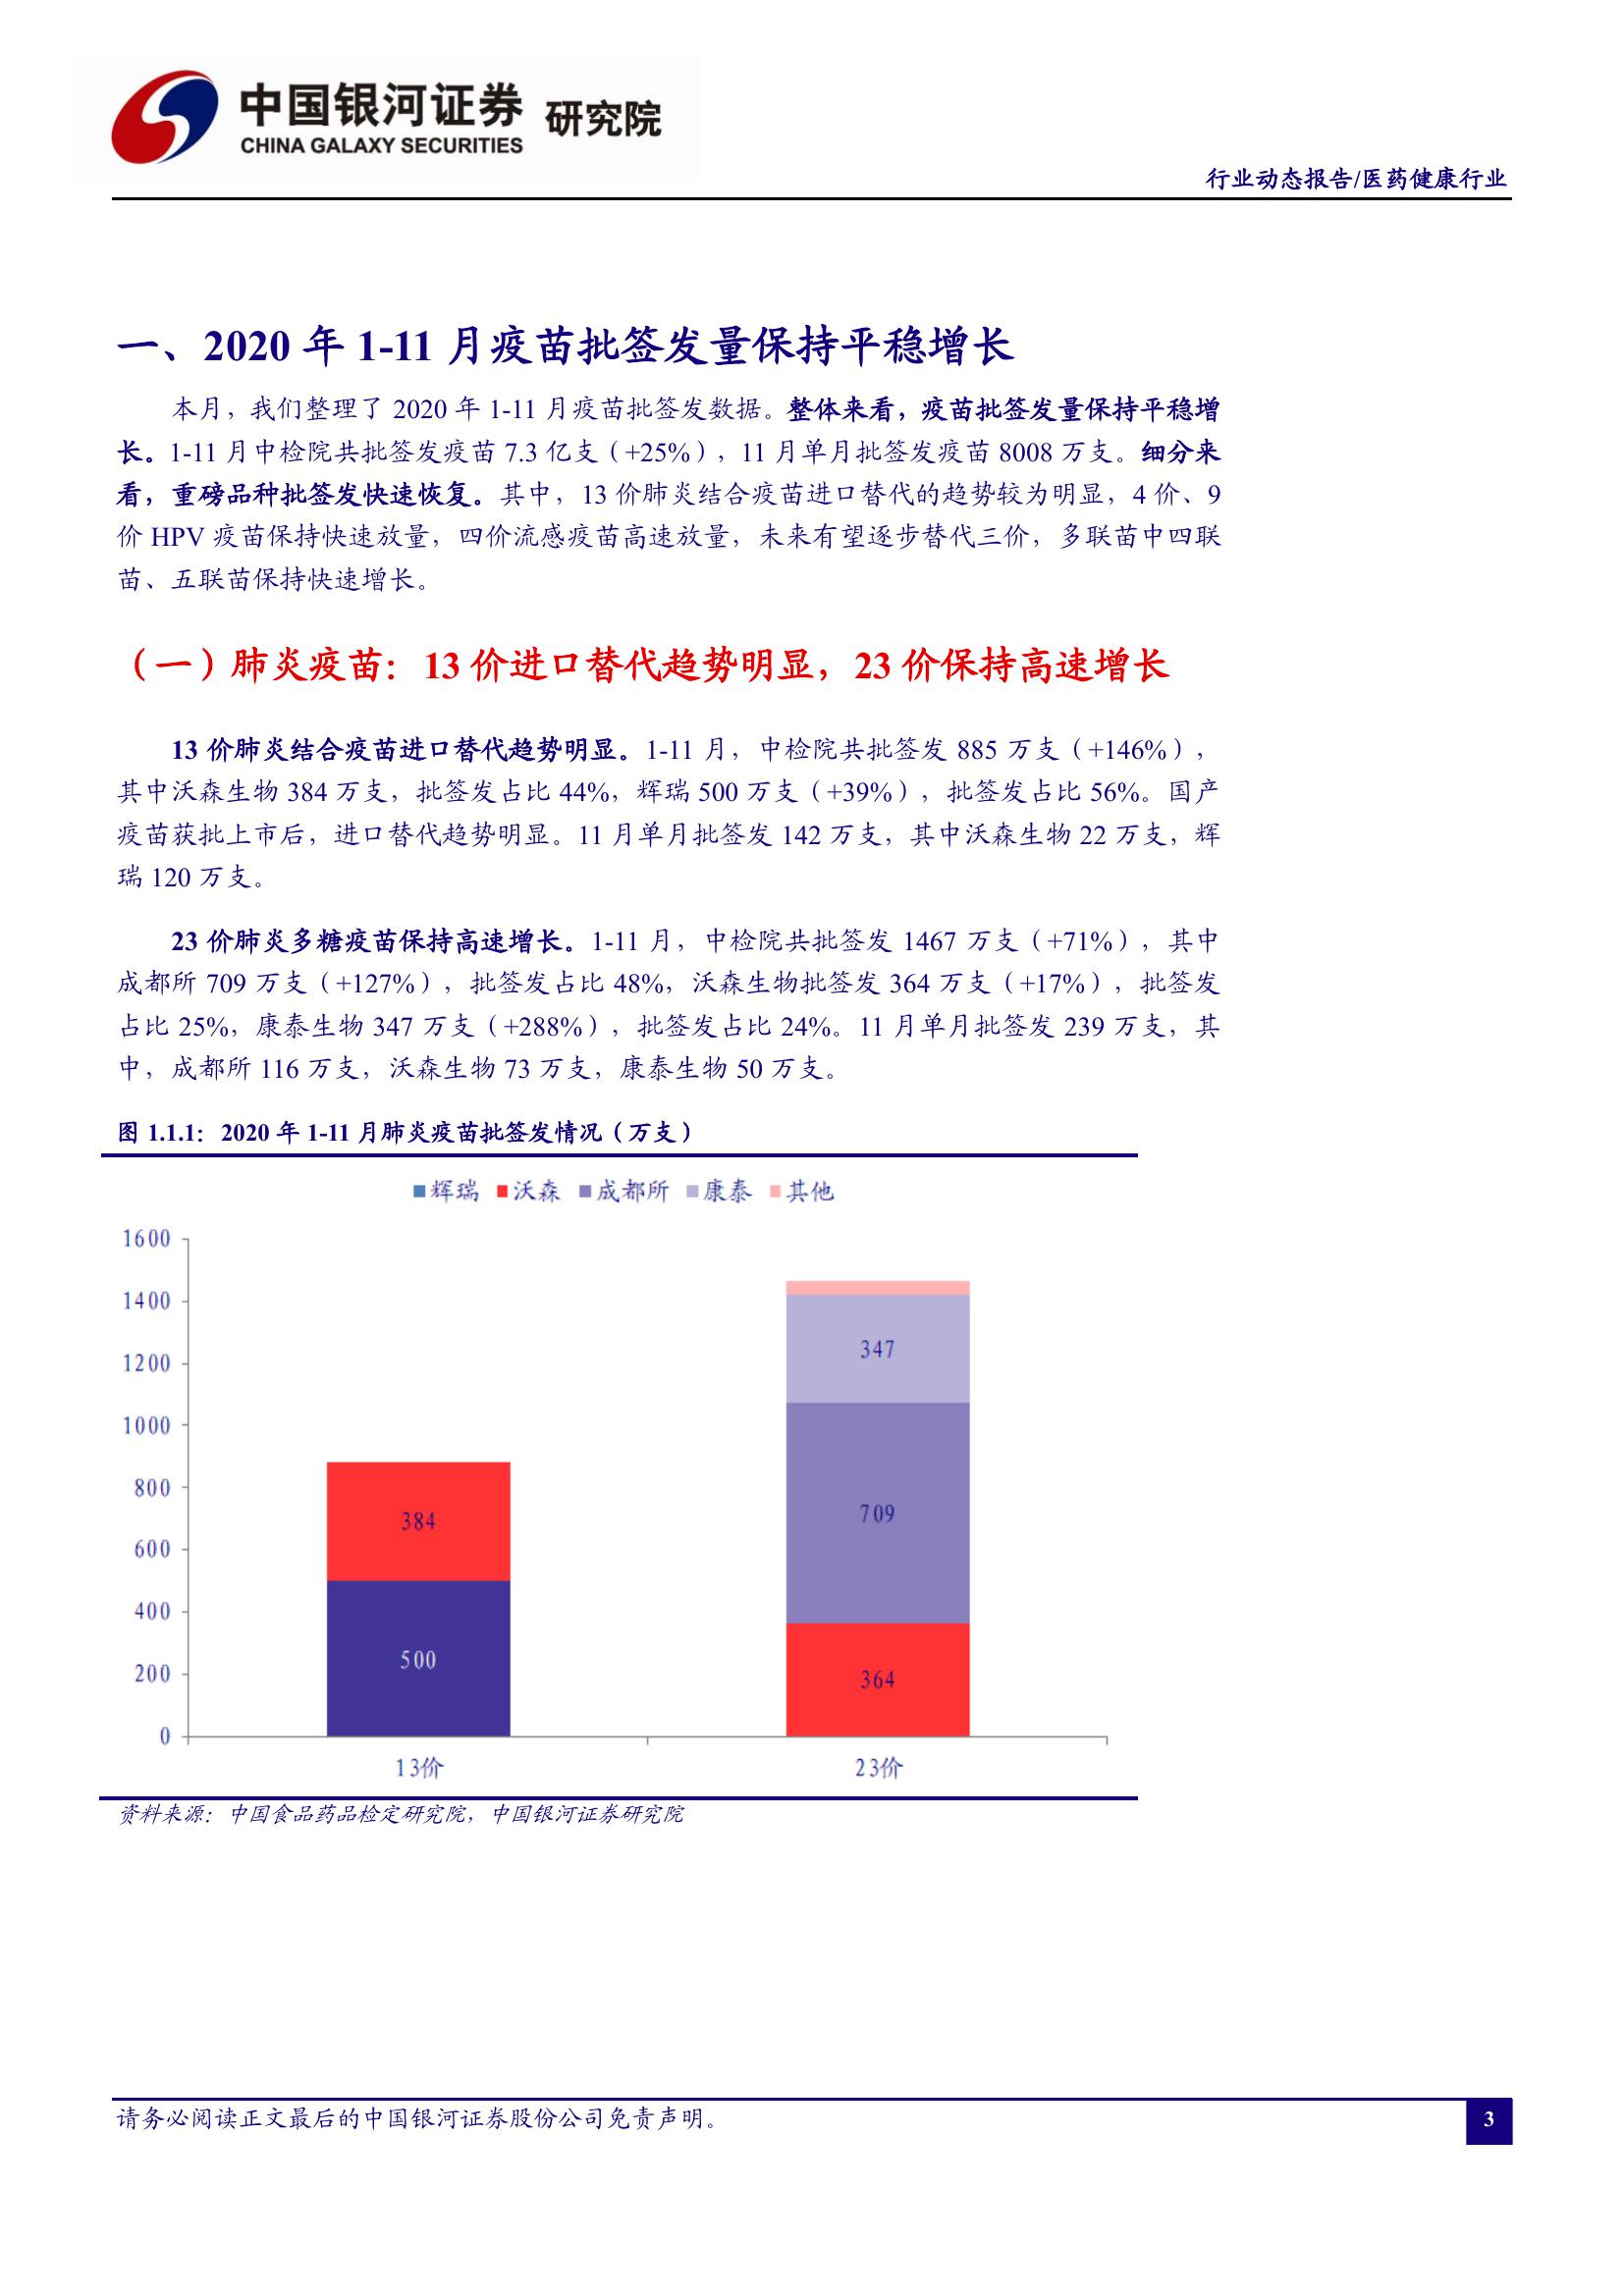 中国银河证券 研究院
CHINA GALAXY SECURITIES
行业动态报告/医药健康行业
一、2020 年 1-11 月疫苗批签发量保持平稳增长
本月，我们整理了 2020 年 1-11 月疫苗批签发数据。整体来看，疫苗批签发量保持平稳增
长。1-11 月中检院共批签发疫苗 7.3 亿支（+25%），11 月单月批签发疫苗 8008 万支。细分来
看，重磅品种批签发快速恢复。其中，13 价肺炎结合疫苗进口替代的趋势较为明显，4 价、9
价 HPV 疫苗保持快速放量，四价流感疫苗高速放量，未来有望逐步替代三价，多联苗中四联
苗、五联苗保持快速增长。
（一）肺炎疫苗：13 价进口替代趋势明显，23 价保持高速增长
13 价肺炎结合疫苗进口替代趋势明显。1-11 月，中检院共批签发 885 万支（+146%），
其中沃森生物 384 万支，批签发占比 44%，辉瑞 500 万支（+39%），批签发占比 56%。国产
疫苗获批上市后，进口替代趋势明显。11 月单月批签发 142 万支，其中沃森生物 22 万支，辉
瑞 120 万支。
23 价肺炎多糖疫苗保持高速增长。1-11 月，中检院共批签发 1467 万支（+71%），其中
成都所 709 万支（+127%），批签发占比 48%，沃森生物批签发 364 万支（+17%），批签发
占比 25%，康泰生物 347 万支（+288%），批签发占比 24%。11 月单月批签发 239 万支，其
中，成都所 116 万支，沃森生物 73 万支，康泰生物 50 万支。
图 1.1.1：2020 年 1-11 月肺炎疫苗批签发情况（万支）
辉瑞 沃森 成都所 康泰 其他
1600
1400
1200
1000
800
600
400
200
0
384
500
347
709
364
13价 23价
资料来源：中国食品药品检定研究院，中国银河证券研究院
请务必阅读正文最后的中国银河证券股份公司免责声明。
3